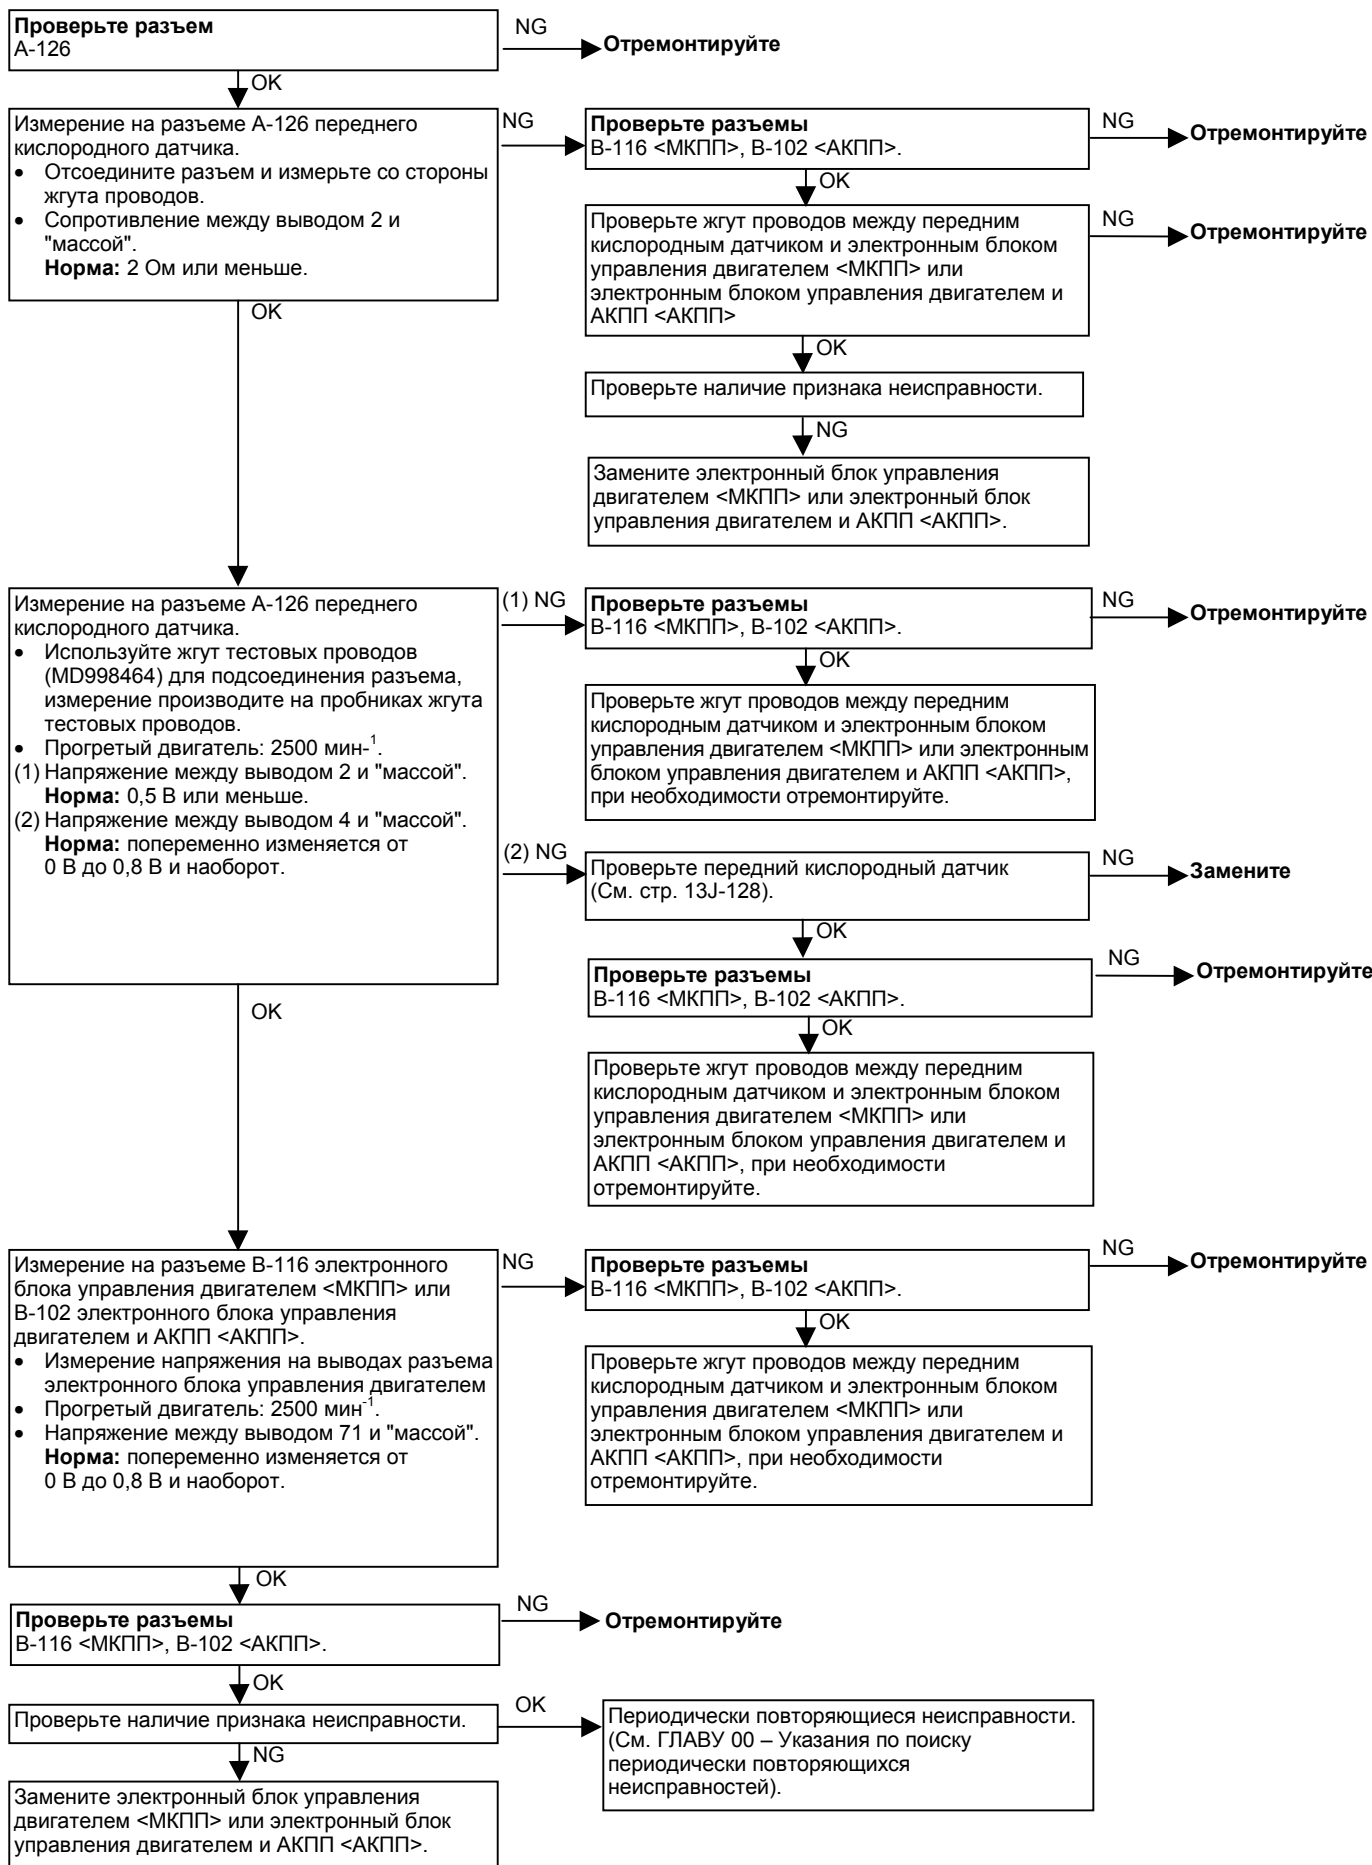 Проверьте разъем
А-126
NG
Отремонтируйте
OK
Измерение на разъеме А-126 переднего
кислородного датчика.
• Отсоедините разъем и измерьте со стороны
жгута проводов.
• Сопротивление между выводом 2 и
"массой".
Норма: 2 Ом или меньше.
NG
Проверьте разъемы
В-116 <МКПП>, В-102 <АКПП>.
NG
Отремонтируйте
OK
Проверьте жгут проводов между передним
кислородным датчиком и электронным блоком
управления двигателем <МКПП> или
электронным блоком управления двигателем и
АКПП <АКПП>
NG
Отремонтируйте
OK
Проверьте наличие признака неисправности.
NG
Замените электронный блок управления
двигателем <МКПП> или электронный блок
управления двигателем и АКПП <АКПП>.
OK
Измерение на разъеме А-126 переднего
кислородного датчика.
• Используйте жгут тестовых проводов
(MD998464) для подсоединения разъема,
измерение производите на пробниках жгута
тестовых проводов.
• Прогретый двигатель: 2500 мин-¹.
(1) Напряжение между выводом 2 и "массой".
Норма: 0,5 В или меньше.
(2) Напряжение между выводом 4 и "массой".
Норма: попеременно изменяется от
0 В до 0,8 В и наоборот.
(1) NG
Проверьте разъемы
В-116 <МКПП>, В-102 <АКПП>.
NG
Отремонтируйте
OK
Проверьте жгут проводов между передним
кислородным датчиком и электронным блоком
управления двигателем <МКПП> или электронным
блоком управления двигателем и АКПП <АКПП>,
при необходимости отремонтируйте.
(2) NG
Проверьте передний кислородный датчик
(См. стр. 13J-128).
NG
Замените
OK
Проверьте разъемы
В-116 <МКПП>, В-102 <АКПП>.
NG
Отремонтируйте
OK
Проверьте жгут проводов между передним
кислородным датчиком и электронным блоком
управления двигателем <МКПП> или
электронным блоком управления двигателем и
АКПП <АКПП>, при необходимости
отремонтируйте.
OK
Измерение на разъеме В-116 электронного
блока управления двигателем <МКПП> или
В-102 электронного блока управления
двигателем и АКПП <АКПП>.
• Измерение напряжения на выводах разъема
электронного блока управления двигателем
• Прогретый двигатель: 2500 мин⁻¹.
• Напряжение между выводом 71 и "массой".
Норма: попеременно изменяется от
0 В до 0,8 В и наоборот.
NG
Проверьте разъемы
В-116 <МКПП>, В-102 <АКПП>.
NG
Отремонтируйте
OK
Проверьте жгут проводов между передним
кислородным датчиком и электронным блоком
управления двигателем <МКПП> или
электронным блоком управления двигателем и
АКПП <АКПП>, при необходимости
отремонтируйте.
OK
Проверьте разъемы
В-116 <МКПП>, В-102 <АКПП>.
NG
Отремонтируйте
OK
Проверьте наличие признака неисправности.
OK
Периодически повторяющиеся неисправности.
(См. ГЛАВУ 00 – Указания по поиску
периодически повторяющихся
неисправностей).
NG
Замените электронный блок управления
двигателем <МКПП> или электронный блок
управления двигателем и АКПП <АКПП>.